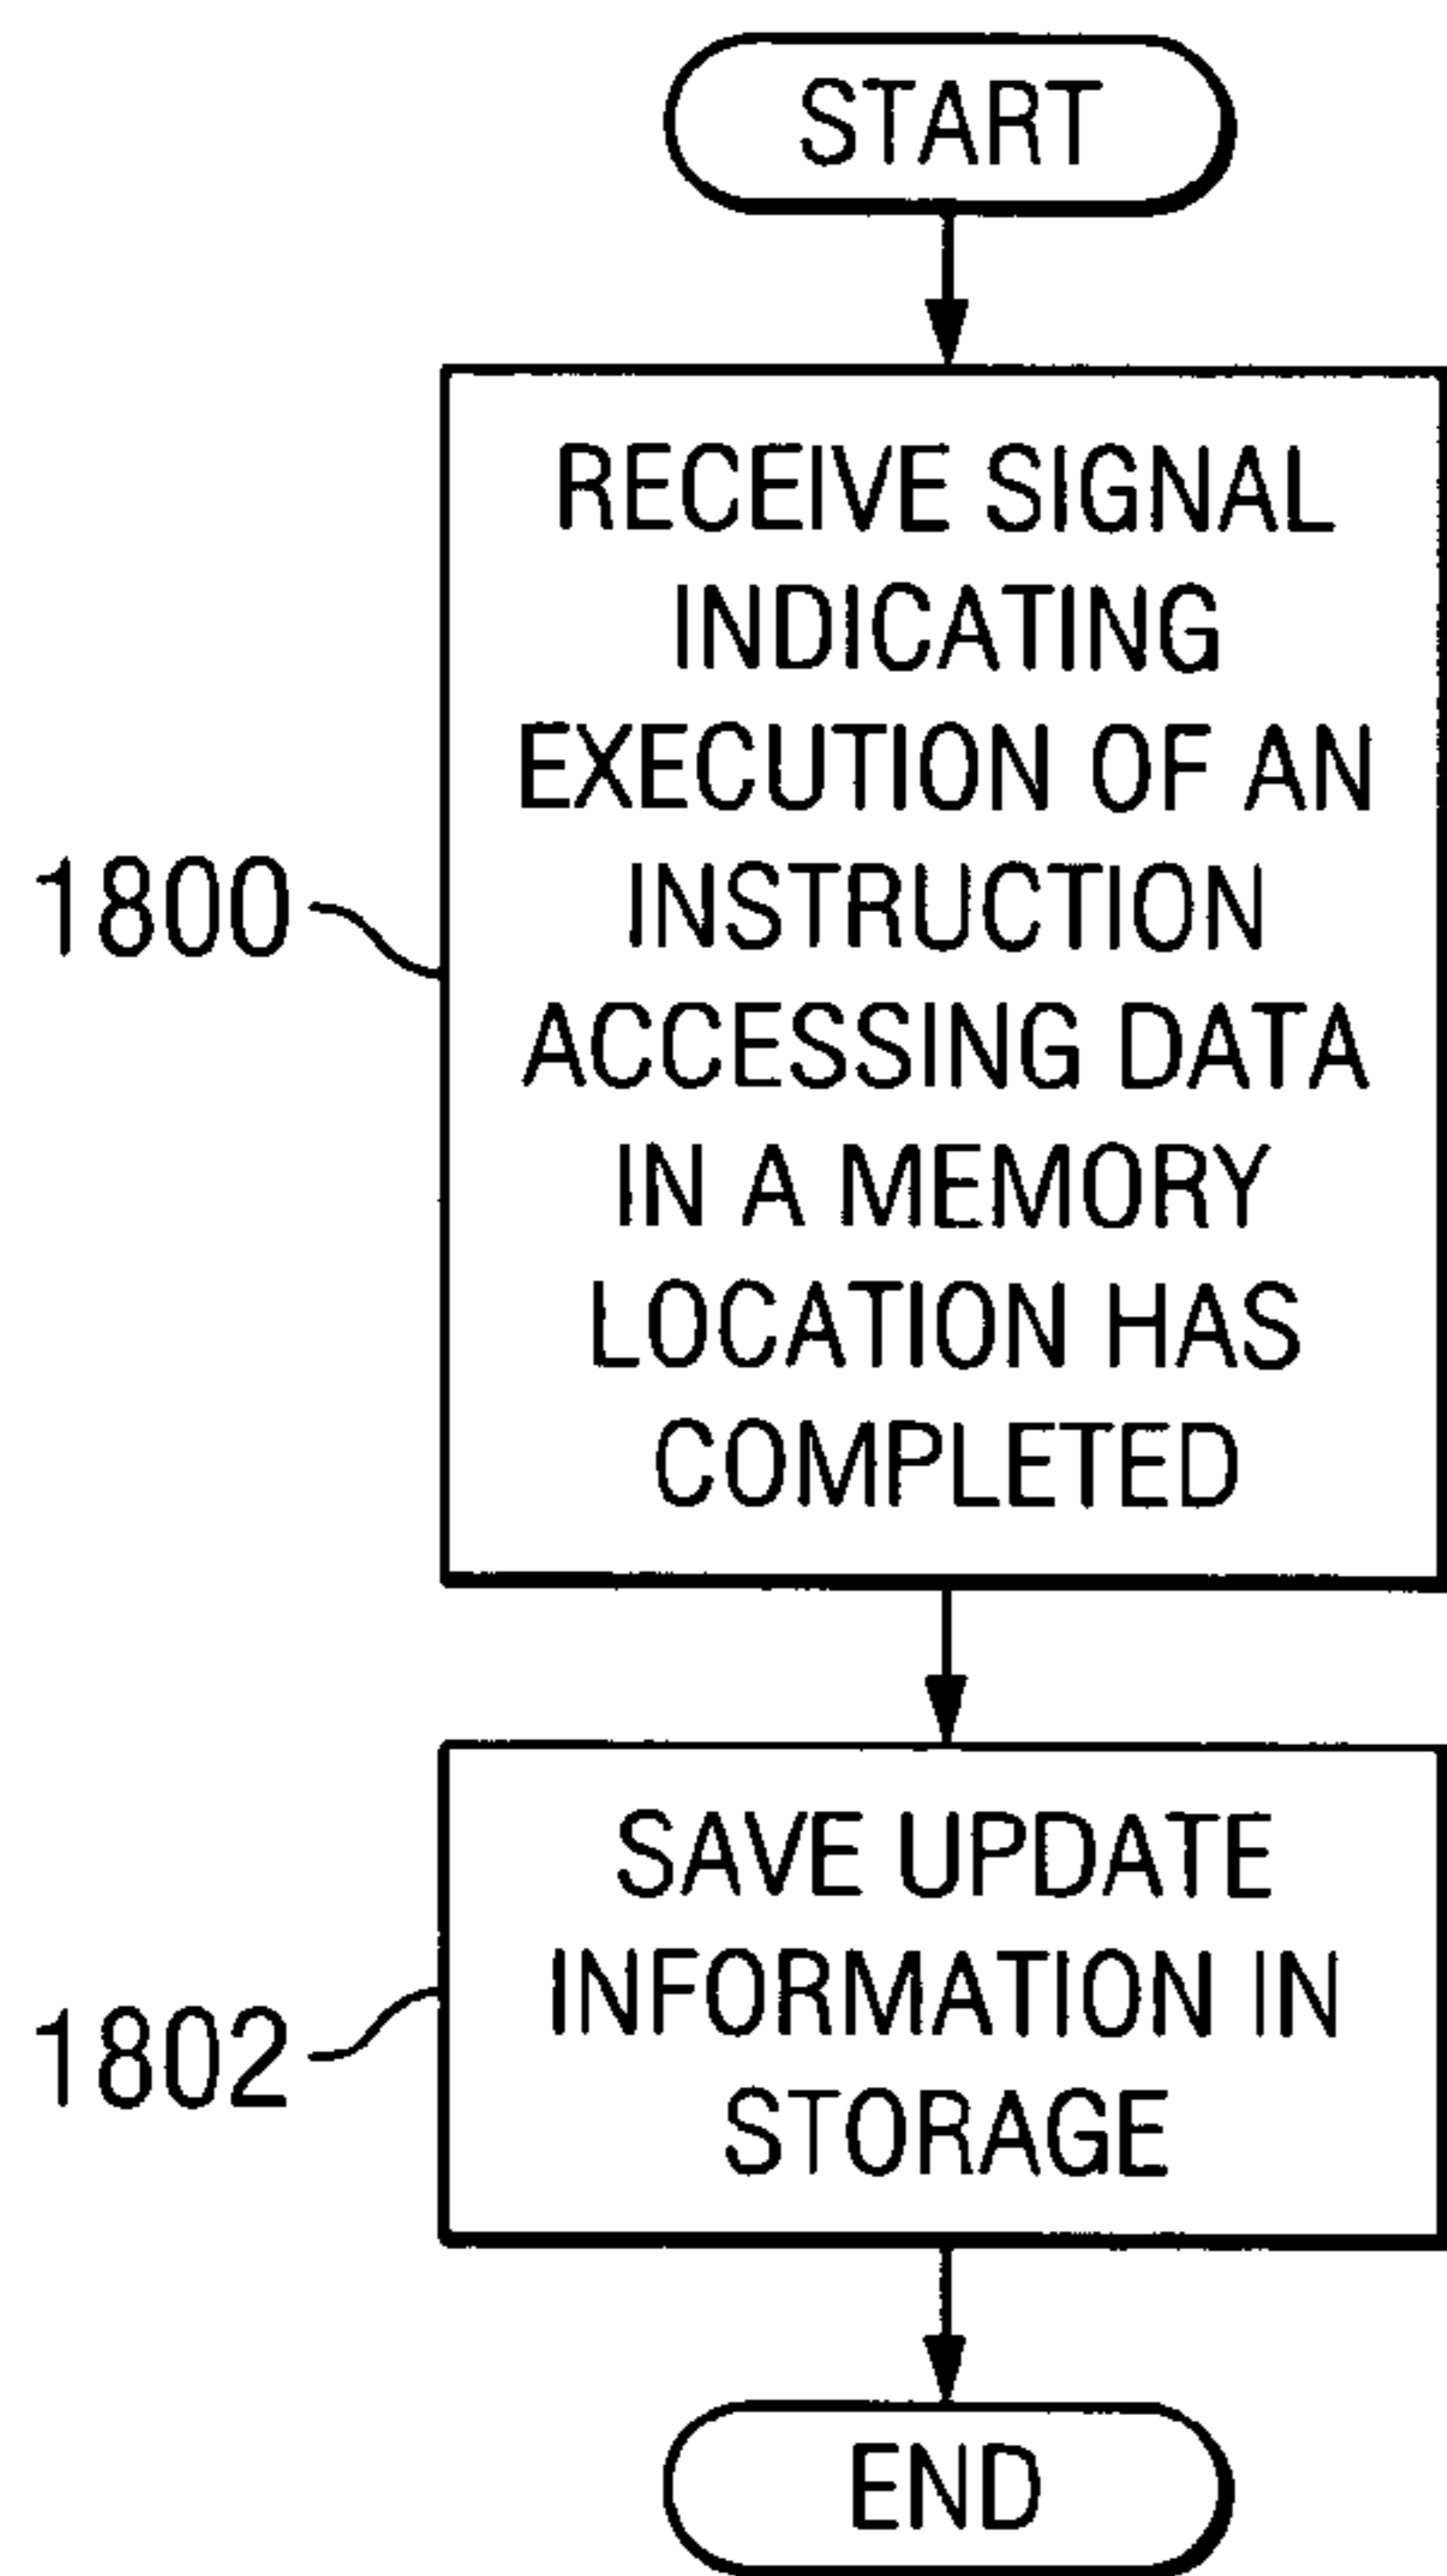 START
RECEIVE SIGNAL
INDICATING
EXECUTION OF AN
INSTRUCTION
ACCESSING DATA
IN A MEMORY
LOCATION HAS
COMPLETED
1800
SAVE UPDATE
INFORMATION IN
STORAGE
1802
END